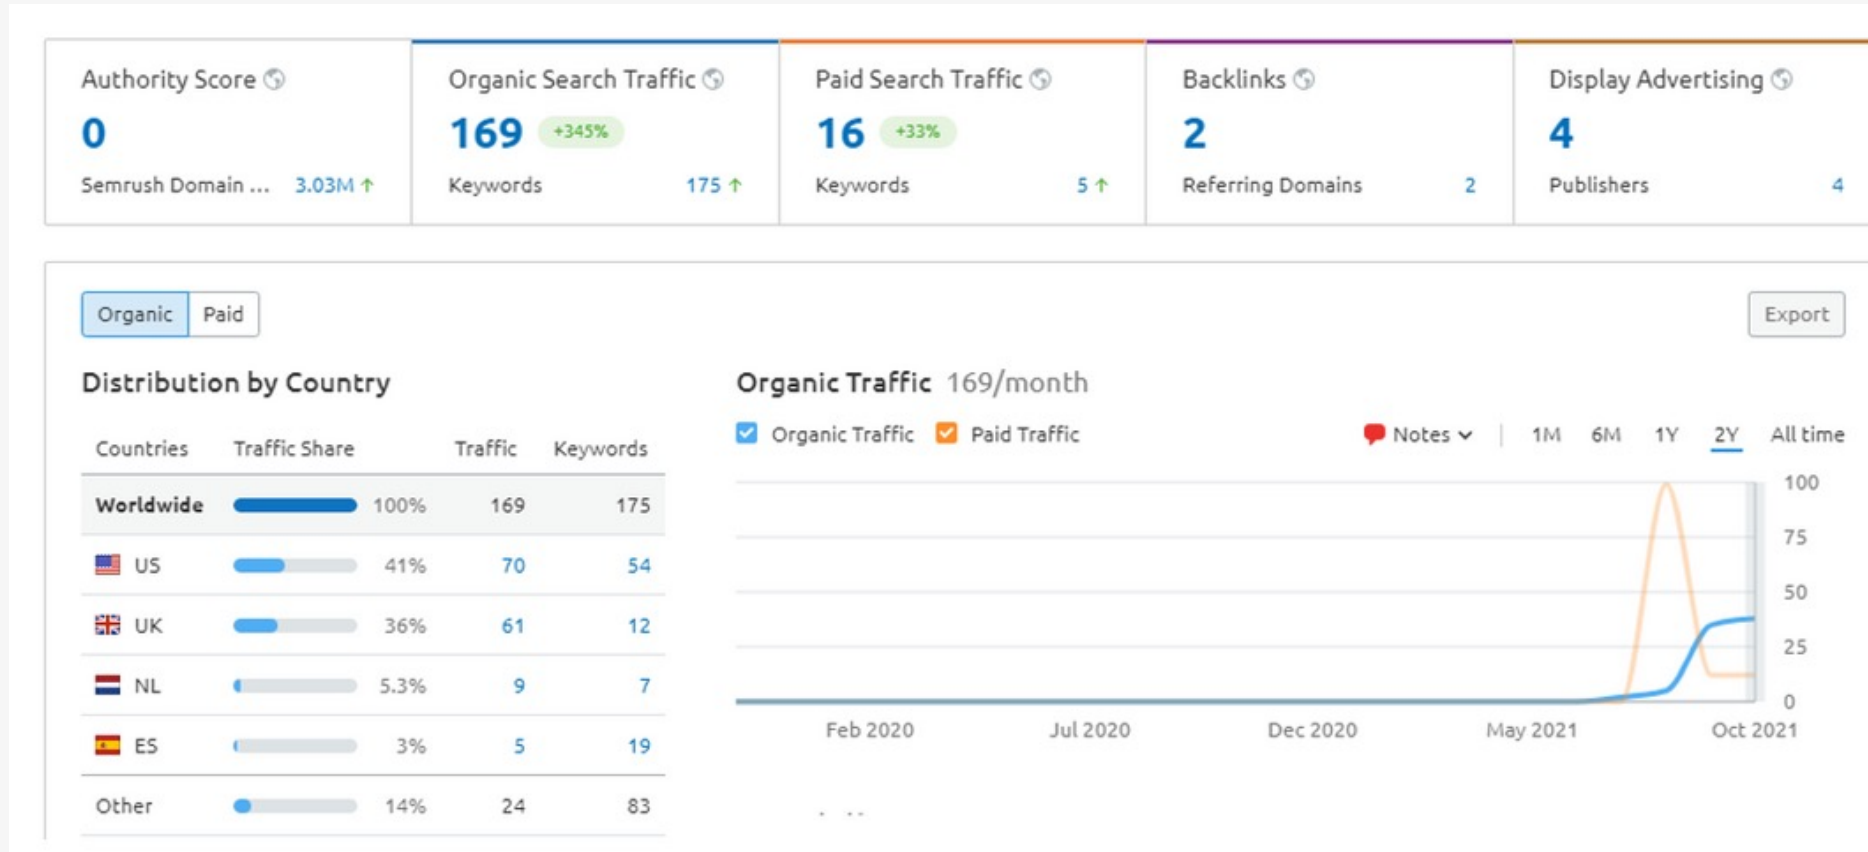 Authority Score
0
Semrush Domain ... 3.03M ↑
Organic Search Traffic
169 +345%
Keywords 175 ↑
Paid Search Traffic
16 +33%
Keywords 5 ↑
Backlinks
2
Referring Domains 2
Display Advertising
4
Publishers 4
Organic Paid
Export
Distribution by Country
Countries Traffic Share Traffic Keywords
Worldwide 100% 169 175
US 41% 70 54
UK 36% 61 12
NL 5.3% 9 7
ES 3% 5 19
Other 14% 24 83
Organic Traffic 169/month
Organic Traffic Paid Traffic
Notes 1M 6M 1Y 2Y All time
100
75
50
25
0
Feb 2020 Jul 2020 Dec 2020 May 2021 Oct 2021